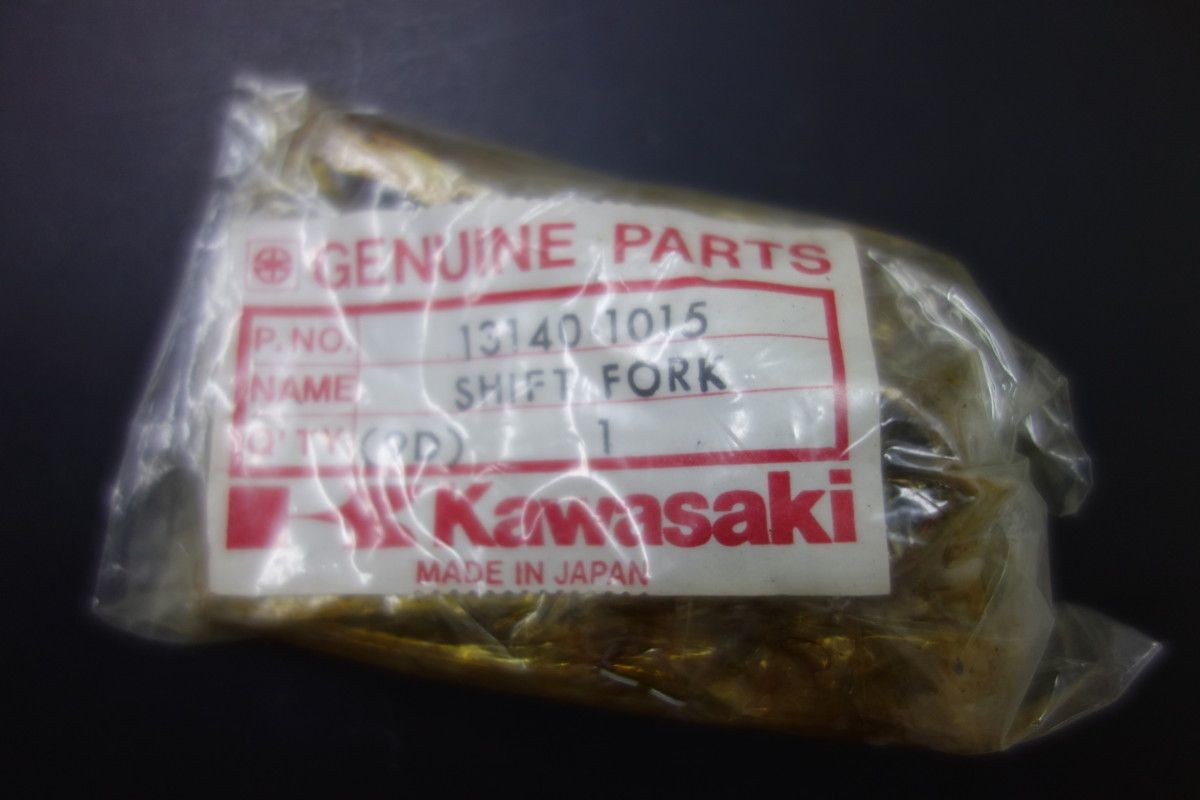 GENUINE PARTS
P. NO. 13140 1015
NAME SHIFT FORK
Q'TY. (PD) 1
Kawasaki
MADE IN JAPAN